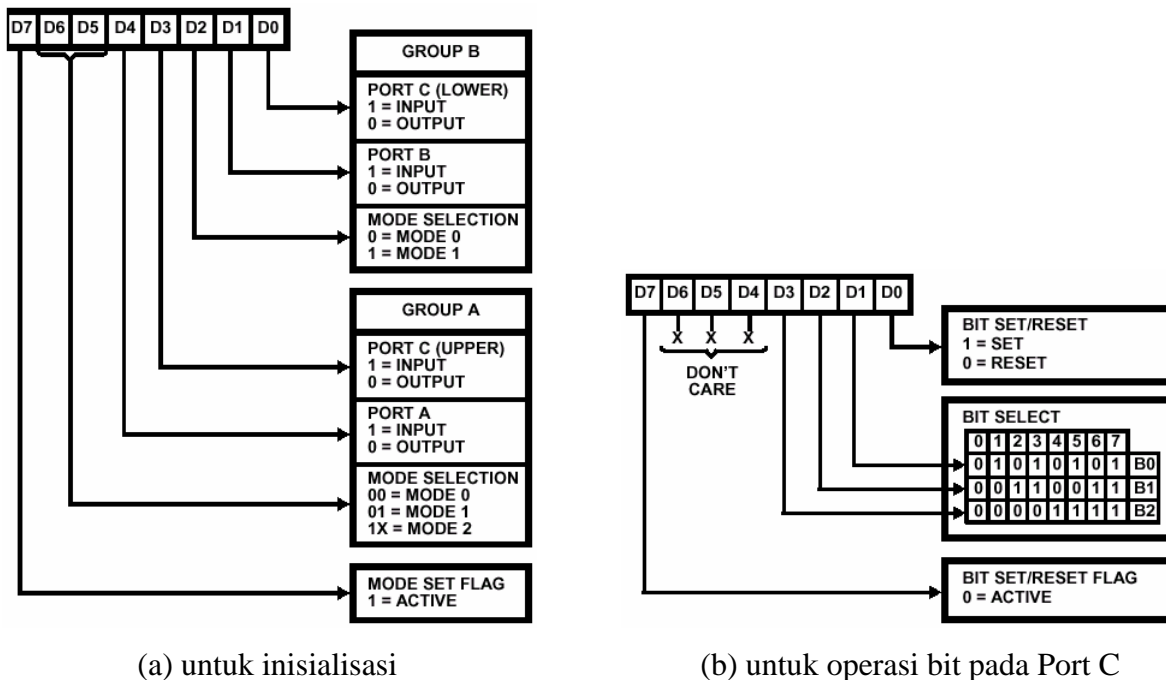 D7 D6 D5 D4 D3 D2 D1 D0
GROUP B
PORT C (LOWER)
1 = INPUT
0 = OUTPUT
PORT B
1 = INPUT
0 = OUTPUT
MODE SELECTION
0 = MODE 0
1 = MODE 1
GROUP A
PORT C (UPPER)
1 = INPUT
0 = OUTPUT
PORT A
1 = INPUT
0 = OUTPUT
MODE SELECTION
00 = MODE 0
01 = MODE 1
1X = MODE 2
MODE SET FLAG
1 = ACTIVE
(a) untuk inisialisasi
D7 D6 D5 D4 D3 D2 D1 D0
X X X
DON'T
CARE
BIT SET/RESET
1 = SET
0 = RESET
BIT SELECT
0 1 2 3 4 5 6 7
0 1 0 1 0 1 0 1 B0
0 0 1 1 0 0 1 1 B1
0 0 0 0 1 1 1 1 B2
BIT SET/RESET FLAG
0 = ACTIVE
(b) untuk operasi bit pada Port C